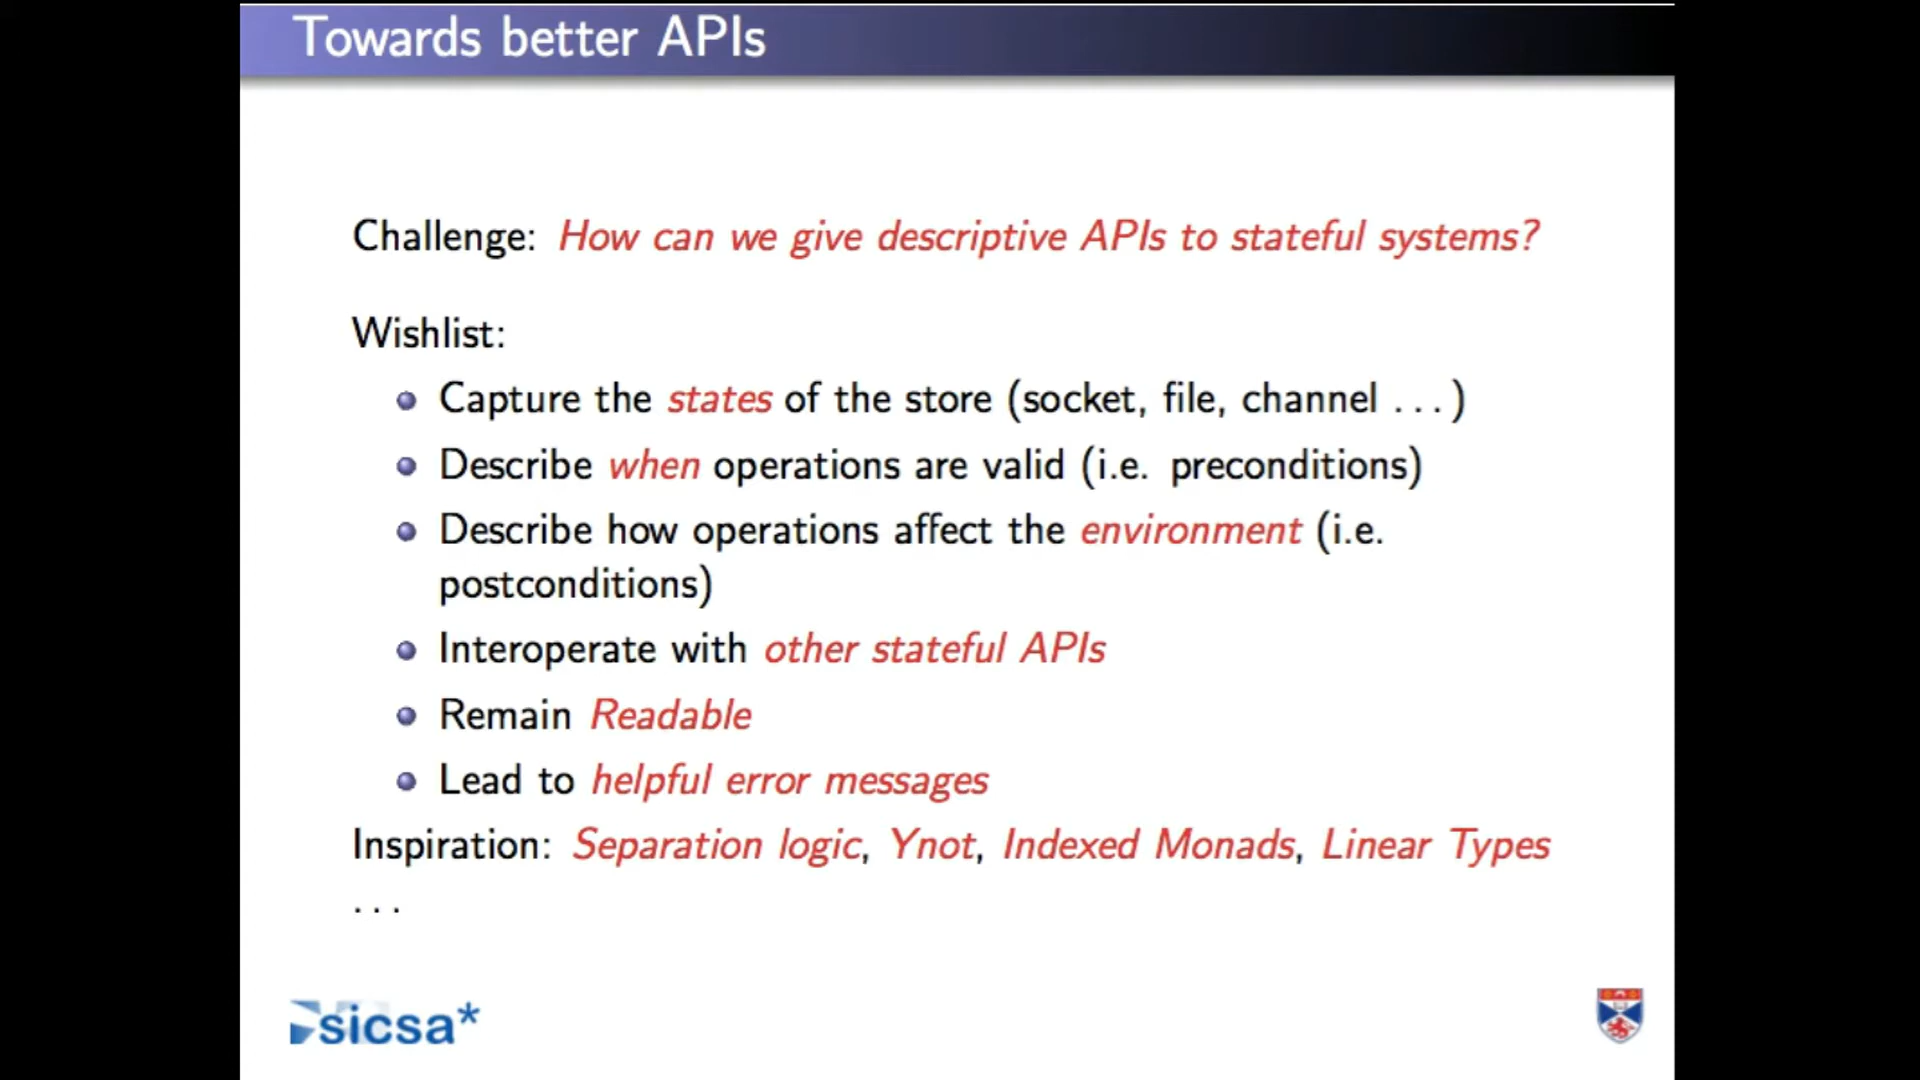 Towards better APIs
Challenge: How can we give descriptive APIs to stateful systems?
Wishlist:
Capture the states of the store (socket, file, channel . . . )
Describe when operations are valid (i.e. preconditions)
Describe how operations affect the environment (i.e.
postconditions)
Interoperate with other stateful APIs
Remain Readable
Lead to helpful error messages
Inspiration: Separation logic, Ynot, Indexed Monads, Linear Types
. . .
sicsa*